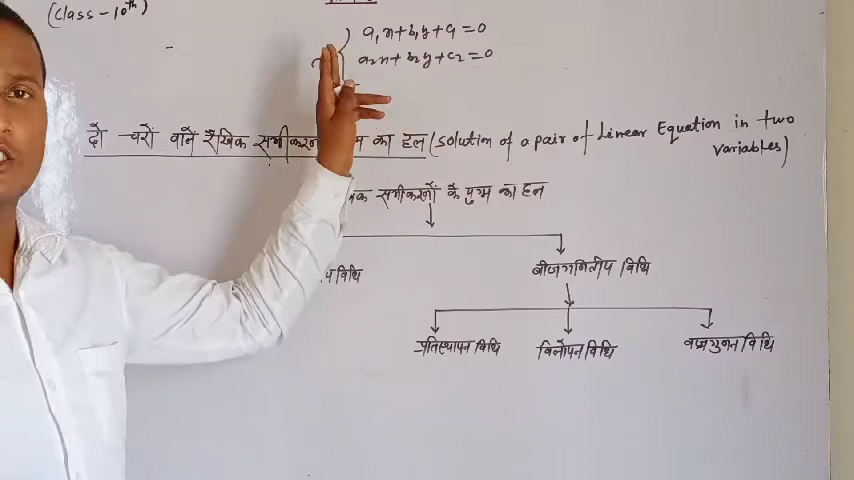 (Class-10th)
a₁x+b₁y+c₁=0
a₂x+b₂y+c₂=0
दो चरों वाले रैखिक समीकरण का हल (Solution of a pair of Linear Equation in two
variables)
समीकरणों के युग्म का हल
विधि
बीजगणितीय विधि
प्रतिस्थापन विधि विलोपन विधि वज्रगुणन विधि